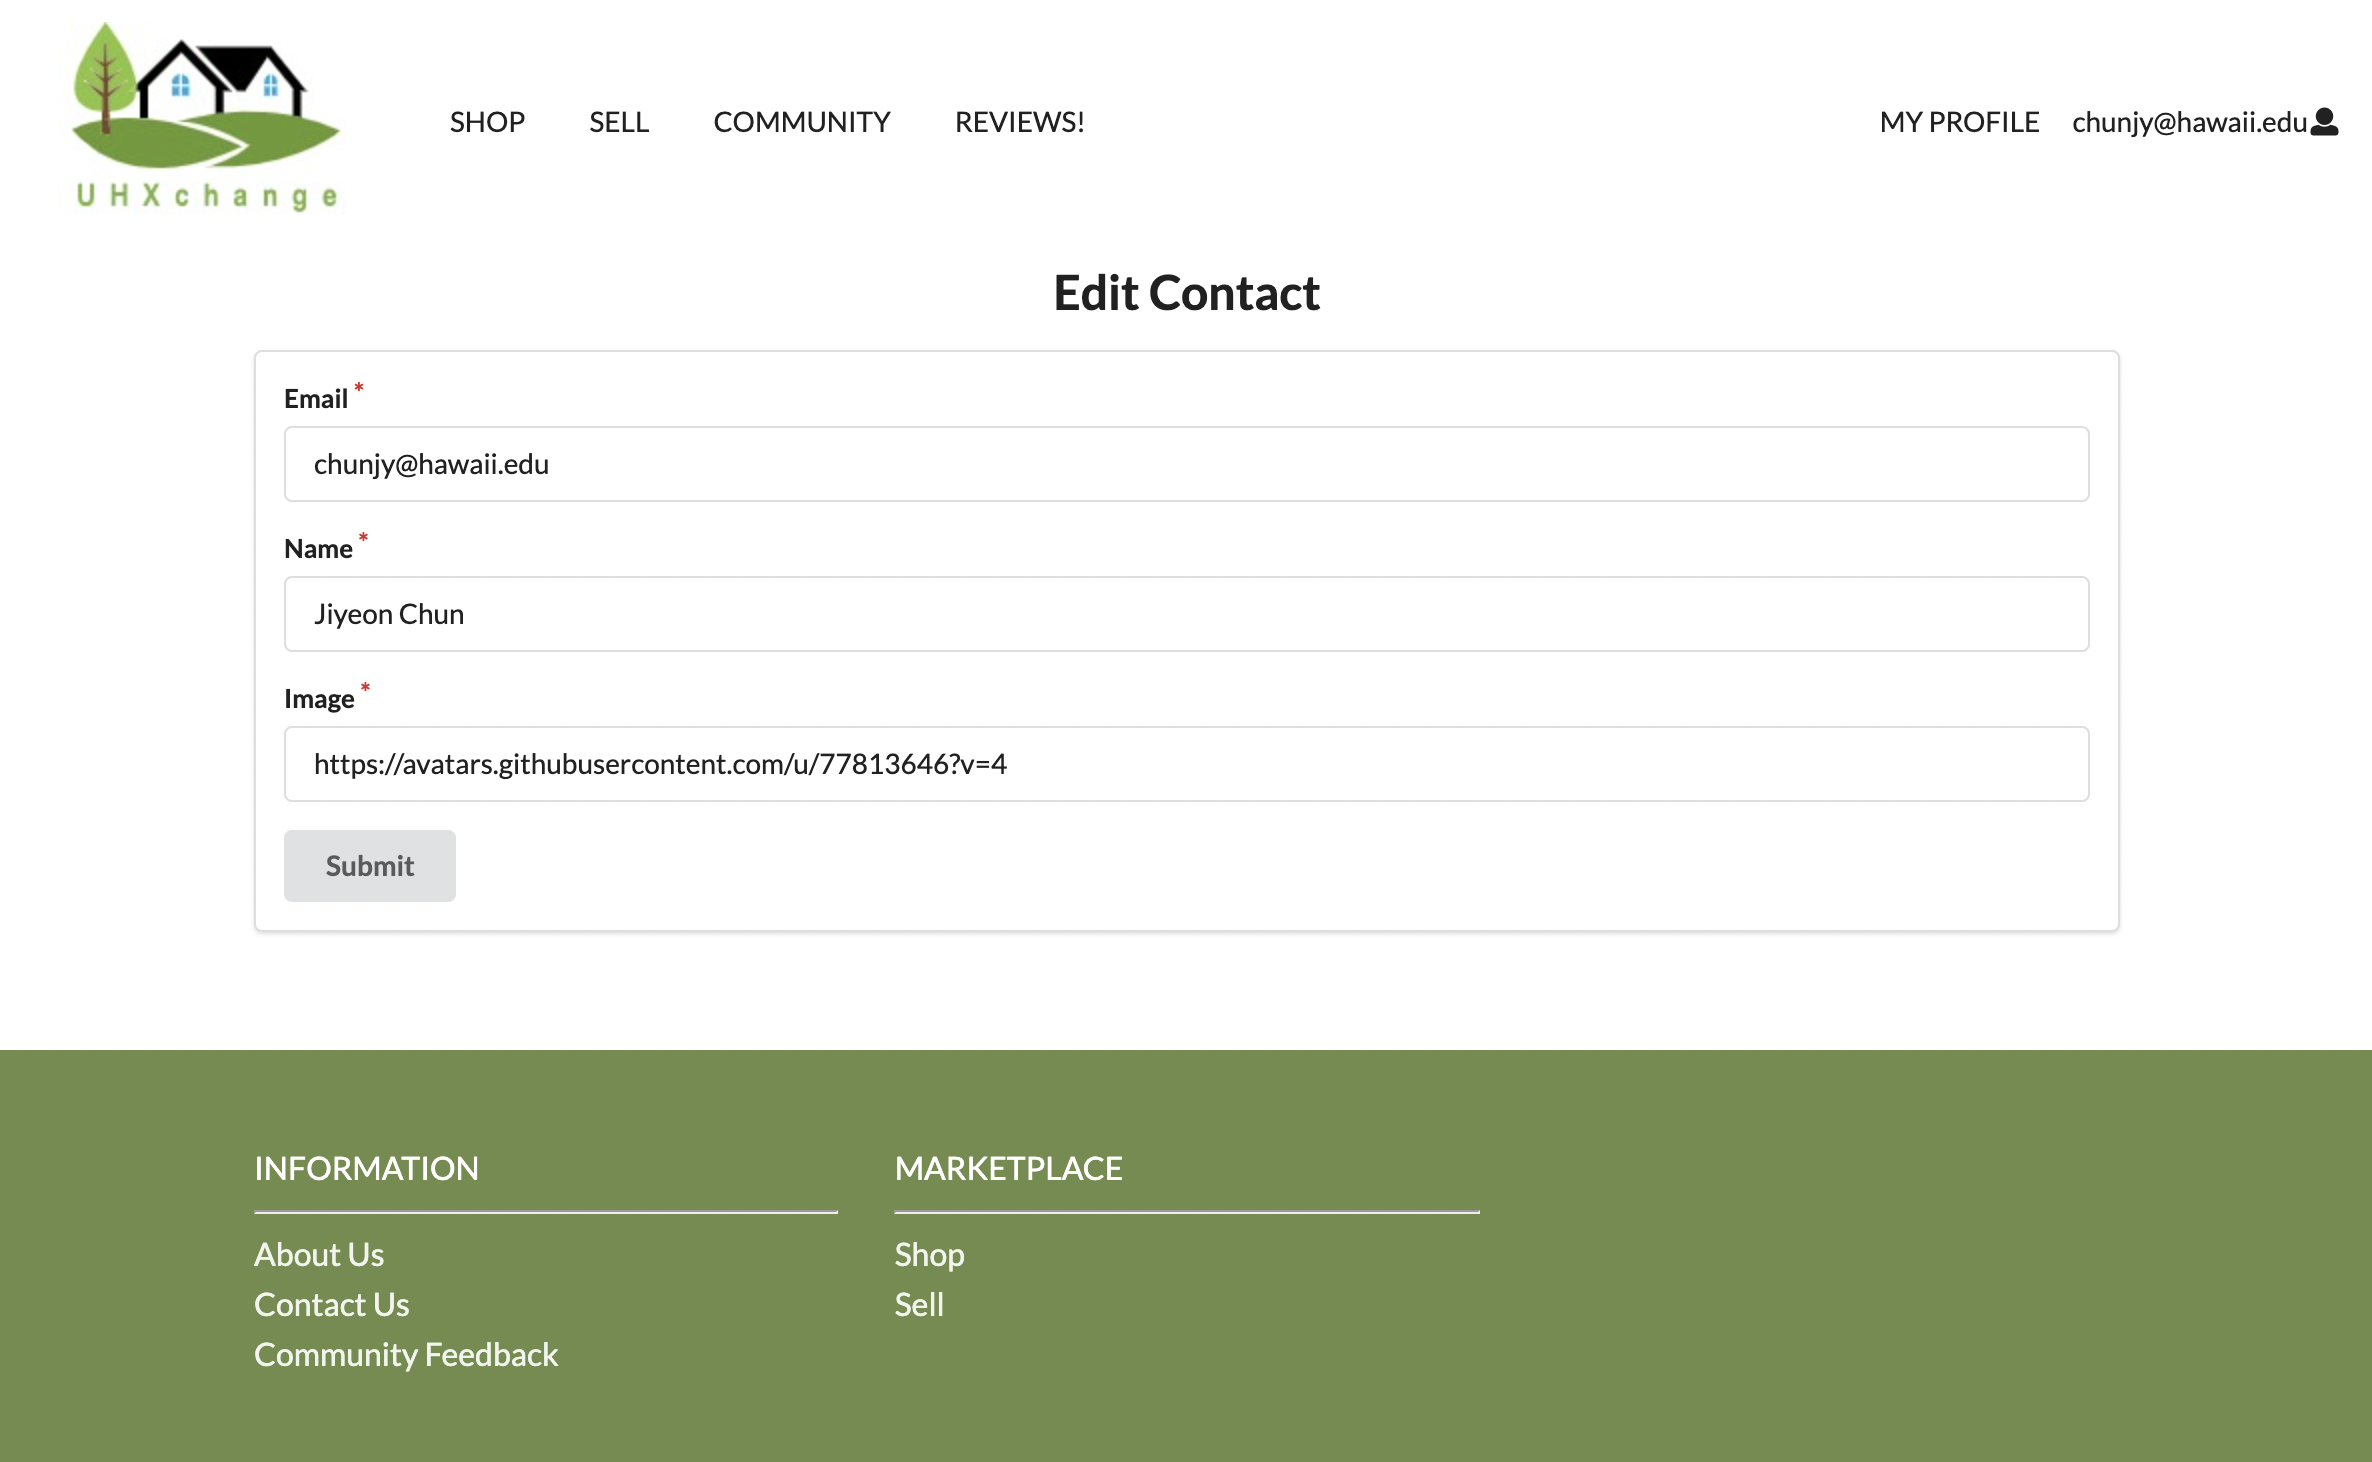 UHXchange
SHOP SELL COMMUNITY REVIEWS! MY PROFILE chunjy@hawaii.edu
Edit Contact
Email *
chunjy@hawaii.edu
Name *
Jiyeon Chun
Image *
https://avatars.githubusercontent.com/u/77813646?v=4
Submit
INFORMATION
About Us
Contact Us
Community Feedback
MARKETPLACE
Shop
Sell